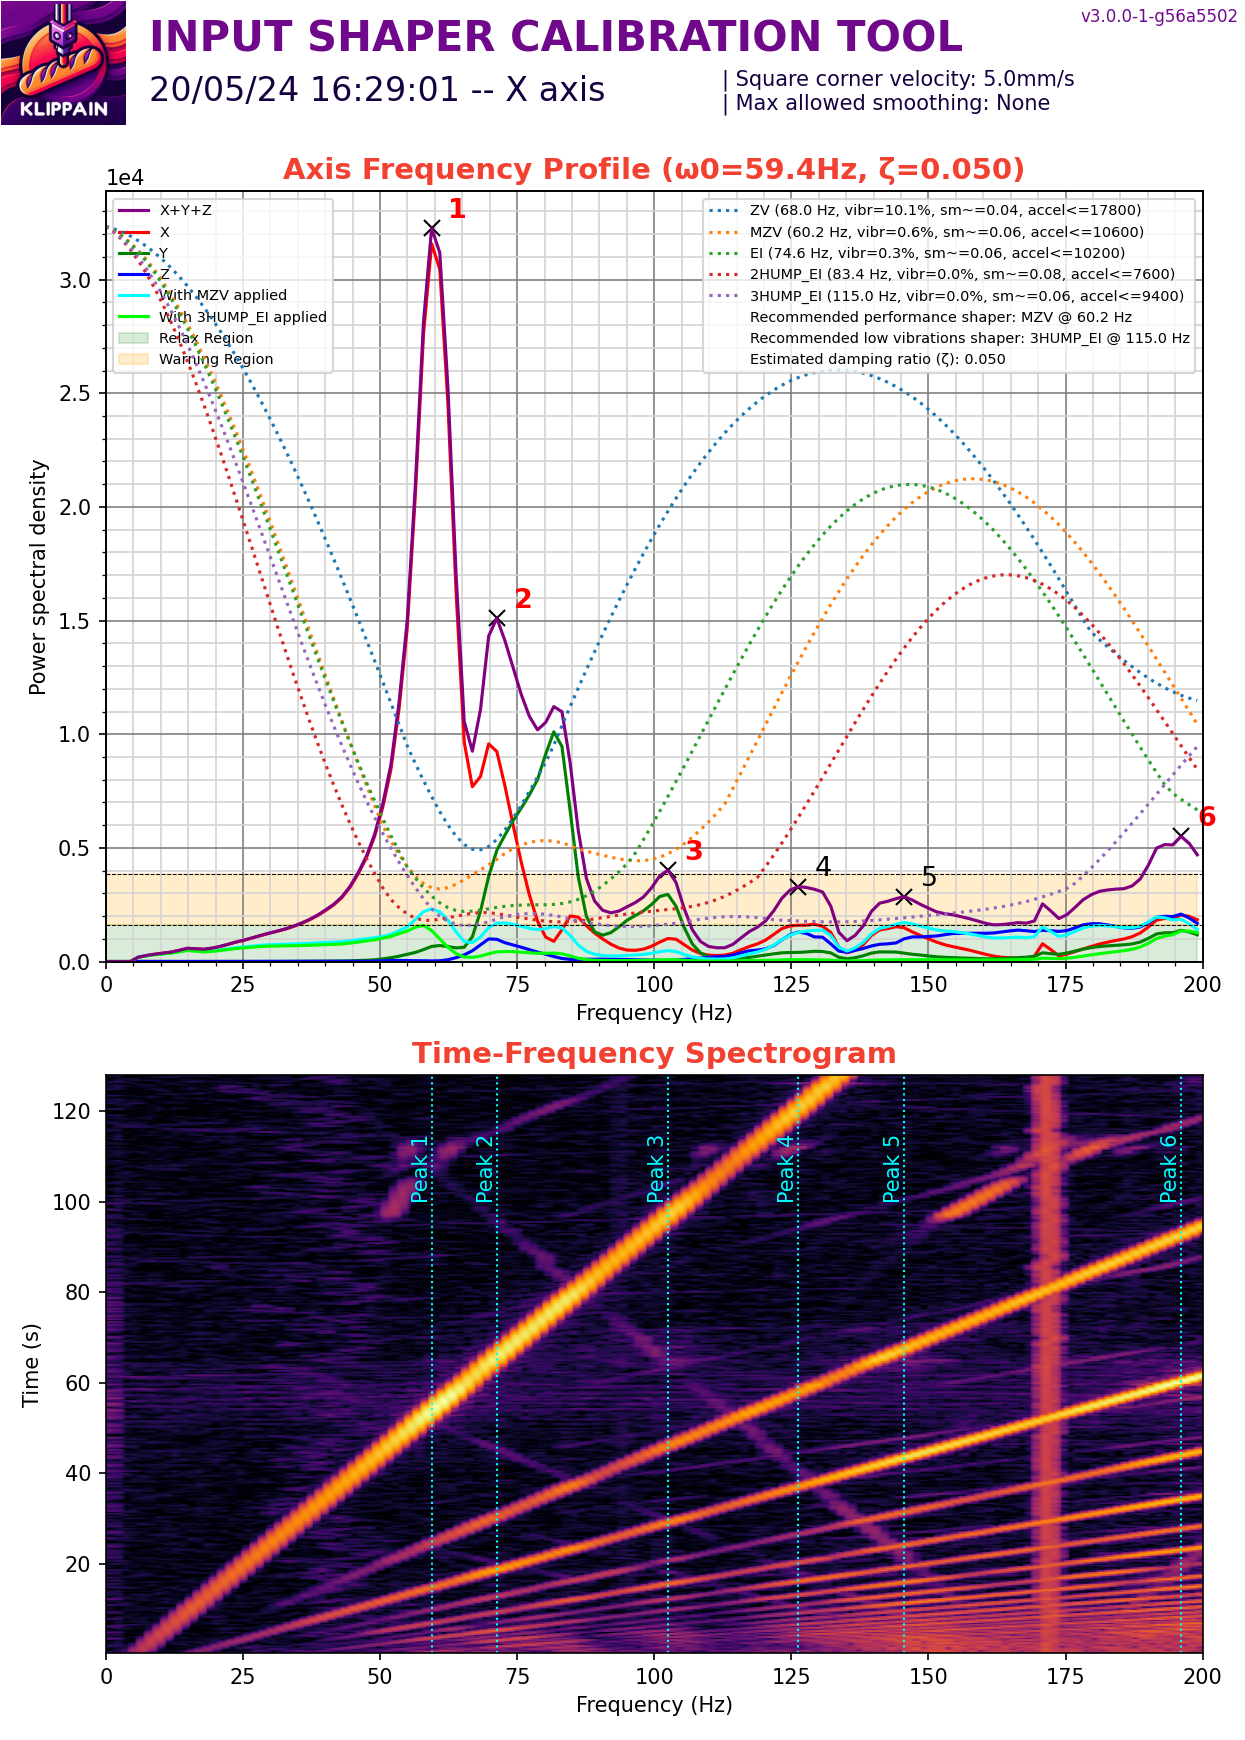 v3.0.0-1-g56a5502
INPUT SHAPER CALIBRATION TOOL
20/05/24 16:29:01 -- X axis
| Square corner velocity: 5.0mm/s
| Max allowed smoothing: None
KLIPPAIN
Axis Frequency Profile (ω0=59.4Hz, ζ=0.050)
1e4
X+Y+Z
X
Y
Z
With MZV applied
With 3HUMP_EI applied
Relax Region
Warning Region
ZV (68.0 Hz, vibr=10.1%, sm~=0.04, accel<=17800)
MZV (60.2 Hz, vibr=0.6%, sm~=0.06, accel<=10600)
EI (74.6 Hz, vibr=0.3%, sm~=0.06, accel<=10200)
2HUMP_EI (83.4 Hz, vibr=0.0%, sm~=0.08, accel<=7600)
3HUMP_EI (115.0 Hz, vibr=0.0%, sm~=0.06, accel<=9400)
Recommended performance shaper: MZV @ 60.2 Hz
Recommended low vibrations shaper: 3HUMP_EI @ 115.0 Hz
Estimated damping ratio (ζ): 0.050
1
2
3
4
5
6
Power spectral density
3.0
2.5
2.0
1.5
1.0
0.5
0.0
0 25 50 75 100 125 150 175 200
Frequency (Hz)
Time-Frequency Spectrogram
Time (s)
120
100
80
60
40
20
Peak 1
Peak 2
Peak 3
Peak 4
Peak 5
Peak 6
0 25 50 75 100 125 150 175 200
Frequency (Hz)